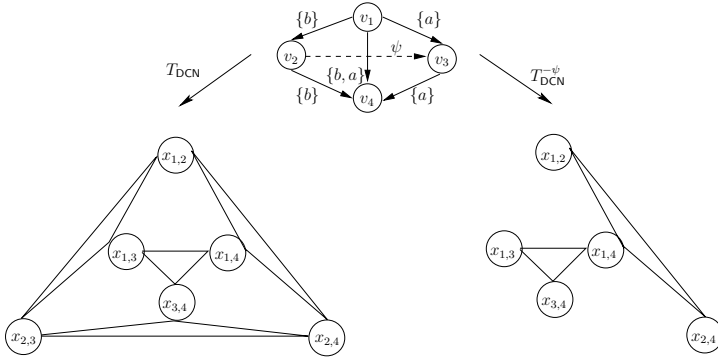 v₁
{b} {a}
v₂ ψ v₃
{b, a}
{b} v₄ {a}
T_DCN T_DCN^−ψ
x₁,₂ x₁,₂
x₁,₃ x₁,₄ x₁,₃ x₁,₄
x₃,₄ x₃,₄
x₂,₃ x₂,₄ x₂,₄